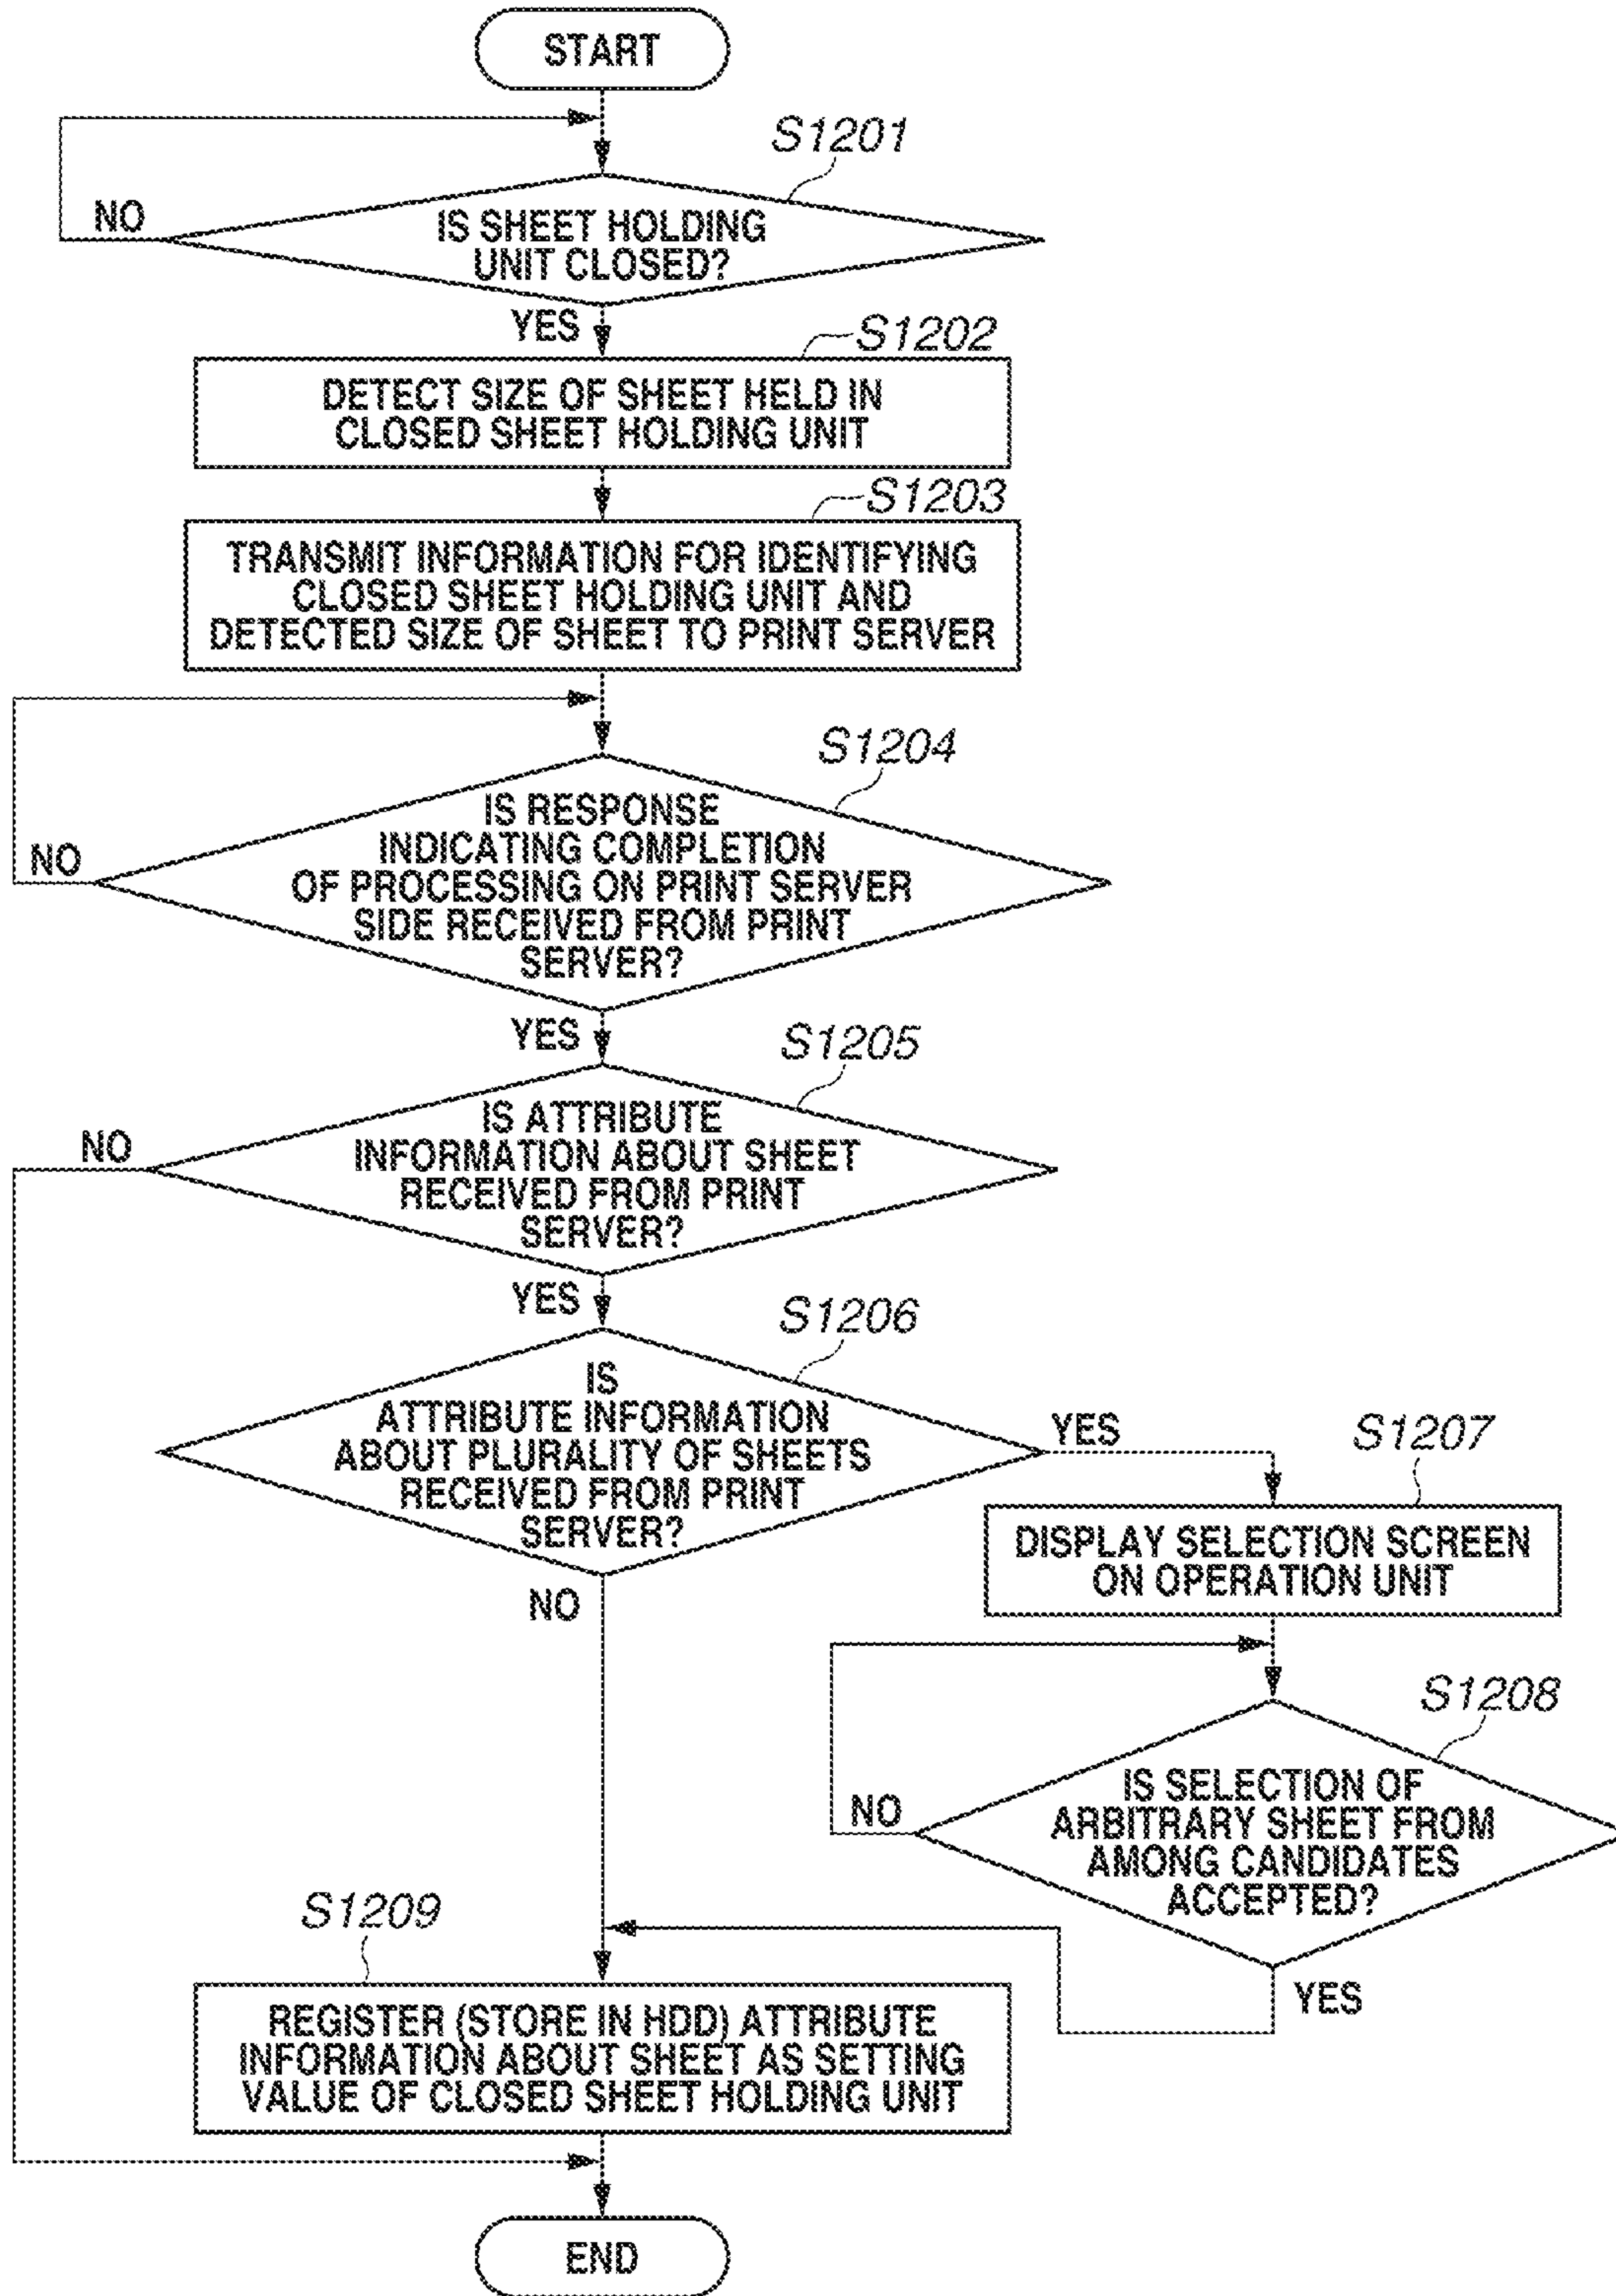 START
S1201
NO
IS SHEET HOLDING
UNIT CLOSED?
YES
S1202
DETECT SIZE OF SHEET HELD IN
CLOSED SHEET HOLDING UNIT
S1203
TRANSMIT INFORMATION FOR IDENTIFYING
CLOSED SHEET HOLDING UNIT AND
DETECTED SIZE OF SHEET TO PRINT SERVER
S1204
NO
IS RESPONSE
INDICATING COMPLETION
OF PROCESSING ON PRINT SERVER
SIDE RECEIVED FROM PRINT
SERVER?
YES
S1205
NO
IS ATTRIBUTE
INFORMATION ABOUT SHEET
RECEIVED FROM PRINT
SERVER?
YES
S1206
IS
ATTRIBUTE INFORMATION
ABOUT PLURALITY OF SHEETS
RECEIVED FROM PRINT
SERVER?
YES
NO
S1207
DISPLAY SELECTION SCREEN
ON OPERATION UNIT
S1208
NO
IS SELECTION OF
ARBITRARY SHEET FROM
AMONG CANDIDATES
ACCEPTED?
YES
S1209
REGISTER (STORE IN HDD) ATTRIBUTE
INFORMATION ABOUT SHEET AS SETTING
VALUE OF CLOSED SHEET HOLDING UNIT
END